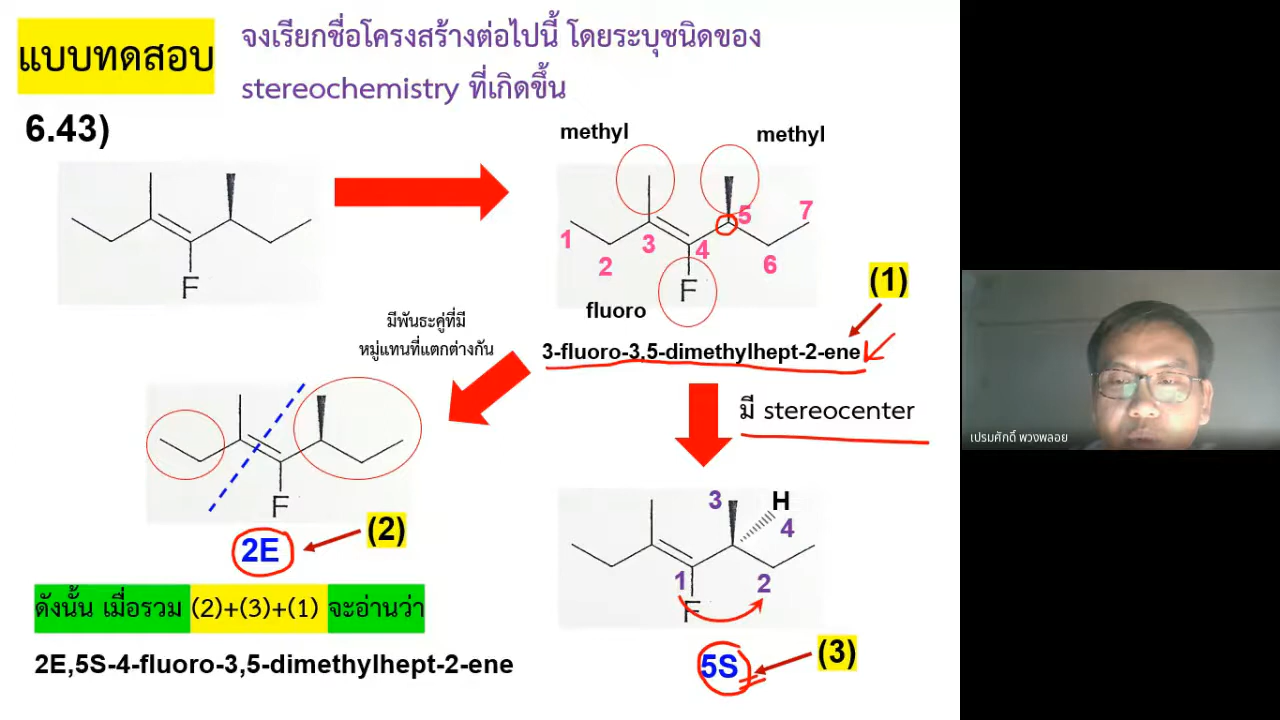 แบบทดสอบ
จงเรียกชื่อโครงสร้างต่อไปนี้ โดยระบุชนิดของ
stereochemistry ที่เกิดขึ้น
6.43)
F
methyl
methyl
1
2
3
4
5
6
7
F
fluoro
(1)
3-fluoro-3,5-dimethylhept-2-ene
มีพันธะคู่ที่มี
หมู่แทนที่แตกต่างกัน
มี stereocenter
F
2E
(2)
3
H
4
1
2
F
5S
(3)
ดังนั้น เมื่อรวม (2)+(3)+(1) จะอ่านว่า
2E,5S-4-fluoro-3,5-dimethylhept-2-ene
เปรมศักดิ์ พวงพลอย